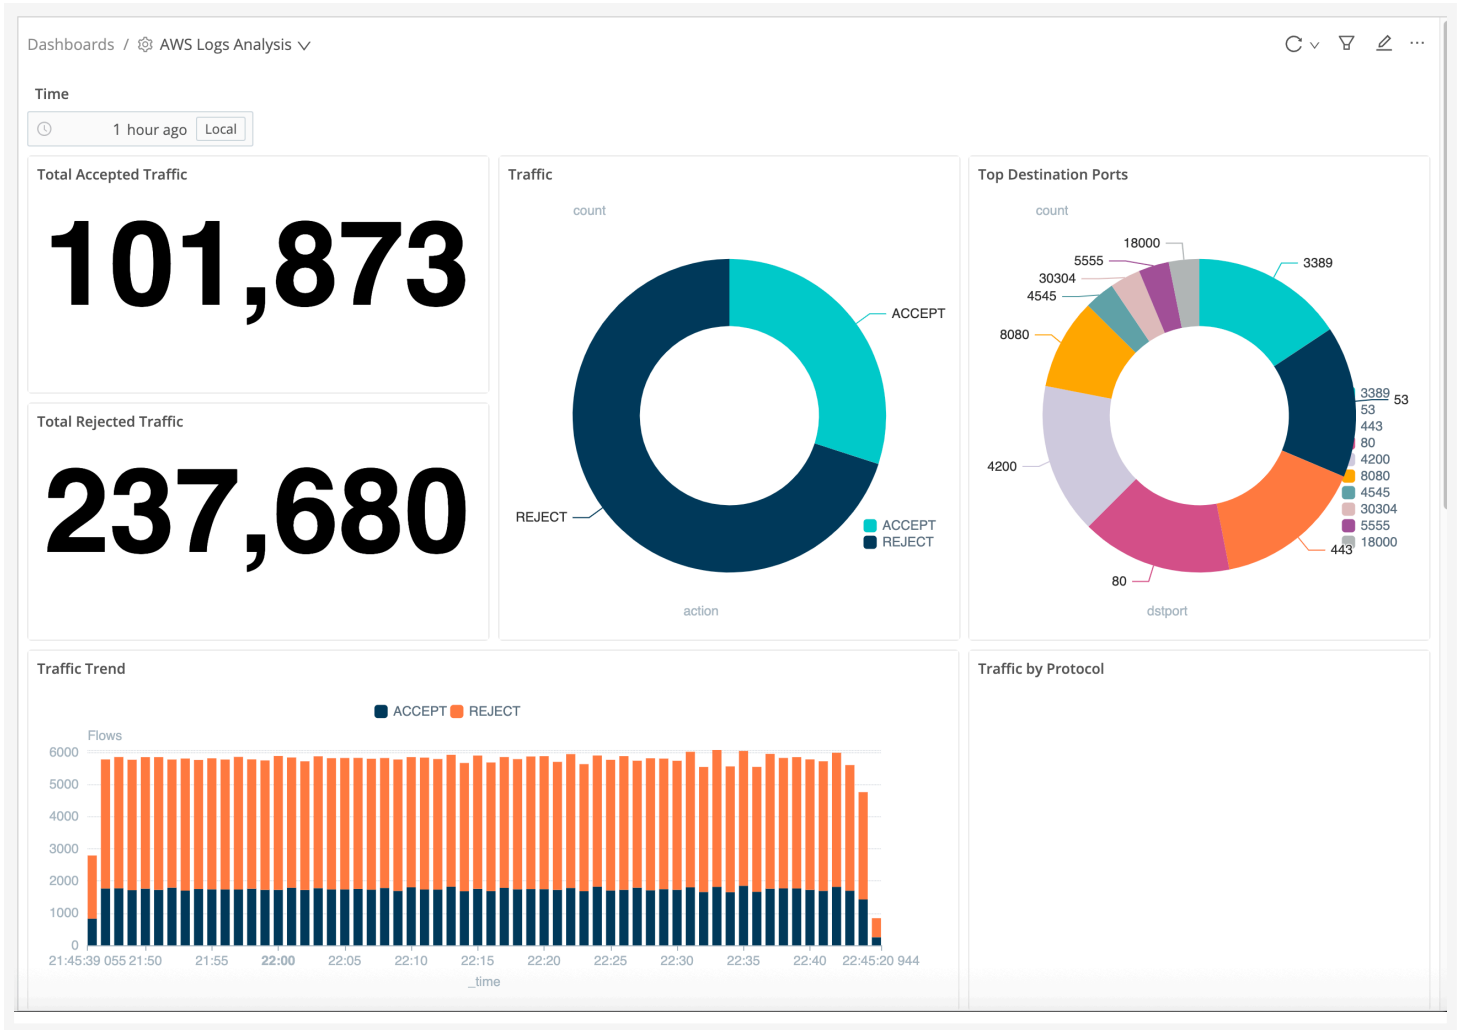 Dashboards / AWS Logs Analysis
Time
1 hour ago Local
Total Accepted Traffic
101,873
Total Rejected Traffic
237,680
Traffic
count
ACCEPT
REJECT
ACCEPT
REJECT
action
Top Destination Ports
count
18000
5555
30304
4545
8080
4200
80
3389
53
443
3389
53
443
80
4200
8080
4545
30304
5555
18000
dstport
Traffic Trend
ACCEPT REJECT
Flows
6000
5000
4000
3000
2000
1000
0
21:45:39 055 21:50 21:55 22:00 22:05 22:10 22:15 22:20 22:25 22:30 22:35 22:40 22:45:20 944
_time
Traffic by Protocol